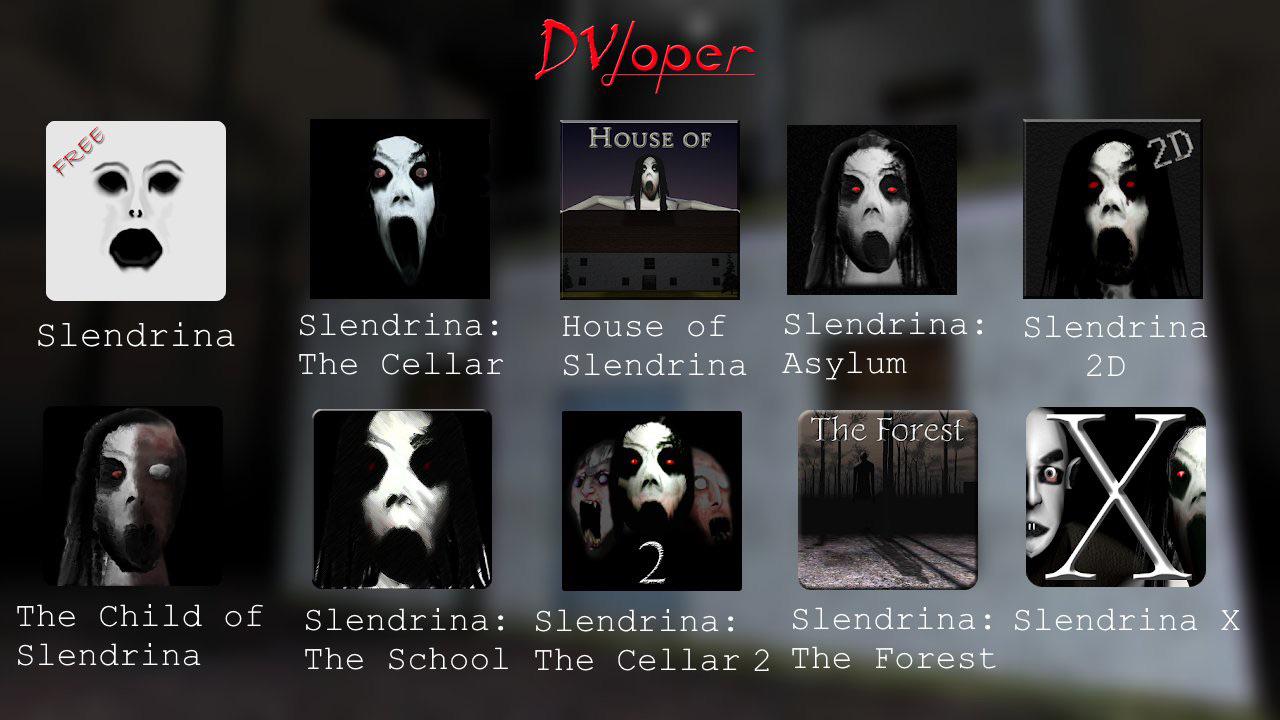 DVloper
FREE
HOUSE OF
2D
Slendrina
Slendrina:
The Cellar
House of
Slendrina
Slendrina:
Asylum
Slendrina
2D
2
The Forest
X
The Child of
Slendrina
Slendrina:
The School
Slendrina:
The Cellar 2
Slendrina:
The Forest
Slendrina X